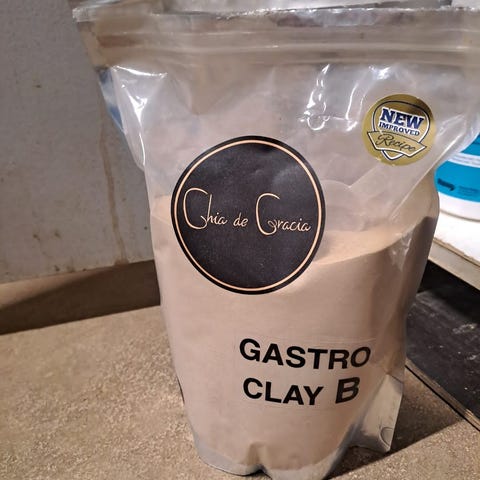 NEW
IMPROVED
Recipe
Chia de Gracia
GASTRO
CLAY B